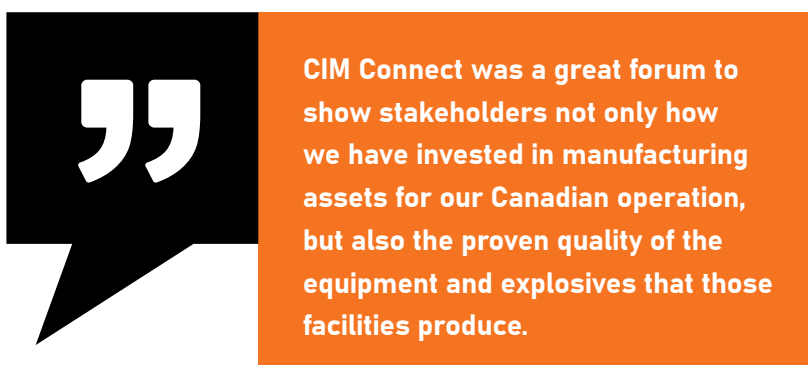 ”
CIM Connect was a great forum to
show stakeholders not only how
we have invested in manufacturing
assets for our Canadian operation,
but also the proven quality of the
equipment and explosives that those
facilities produce.